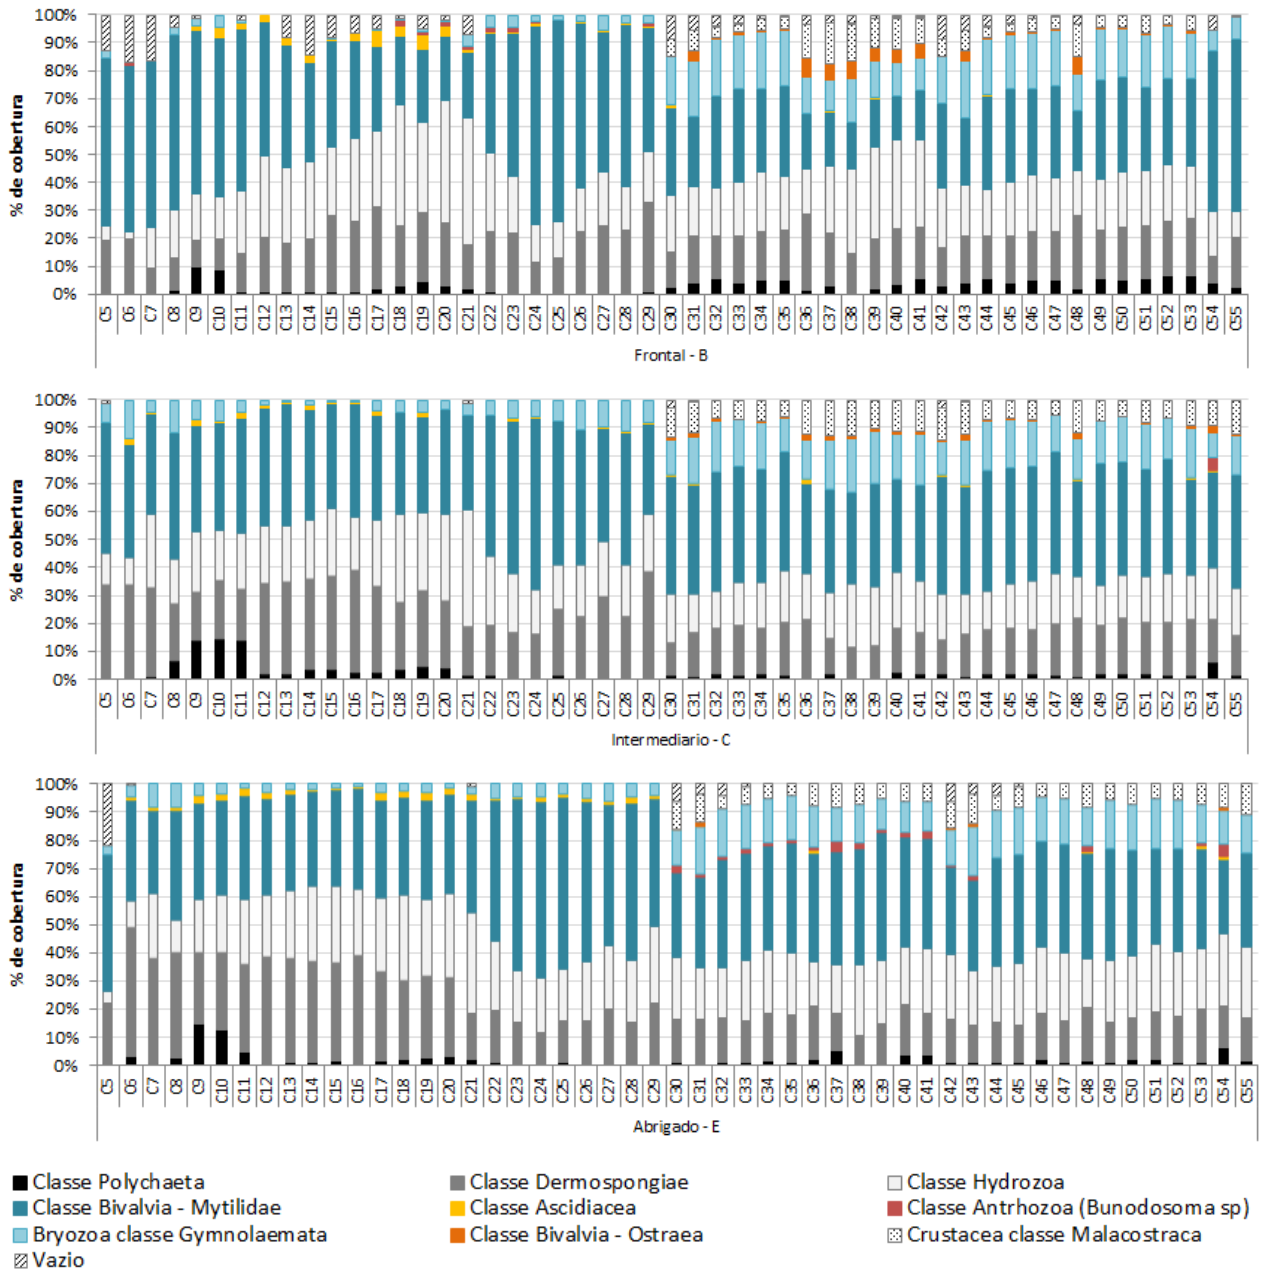 100%
90%
80%
70%
60%
50%
40%
30%
20%
10%
0%
% de cobertura
C5 C6 C7 C8 C9 C10 C11 C12 C13 C14 C15 C16 C17 C18 C19 C20 C21 C22 C23 C24 C25 C26 C27 C28 C29 C30 C31 C32 C33 C34 C35 C36 C37 C38 C39 C40 C41 C42 C43 C44 C45 C46 C47 C48 C49 C50 C51 C52 C53 C54 C55
Frontal - B
100%
90%
80%
70%
60%
50%
40%
30%
20%
10%
0%
% de cobertura
C5 C6 C7 C8 C9 C10 C11 C12 C13 C14 C15 C16 C17 C18 C19 C20 C21 C22 C23 C24 C25 C26 C27 C28 C29 C30 C31 C32 C33 C34 C35 C36 C37 C38 C39 C40 C41 C42 C43 C44 C45 C46 C47 C48 C49 C50 C51 C52 C53 C54 C55
Intermediario - C
100%
90%
80%
70%
60%
50%
40%
30%
20%
10%
0%
% de cobertura
C5 C6 C7 C8 C9 C10 C11 C12 C13 C14 C15 C16 C17 C18 C19 C20 C21 C22 C23 C24 C25 C26 C27 C28 C29 C30 C31 C32 C33 C34 C35 C36 C37 C38 C39 C40 C41 C42 C43 C44 C45 C46 C47 C48 C49 C50 C51 C52 C53 C54 C55
Abrigado - E
Classe Polychaeta Classe Dermospongiae Classe Hydrozoa
Classe Bivalvia - Mytilidae Classe Ascidiacea Classe Antrhozoa (Bunodosoma sp)
Bryozoa classe Gymnolaemata Classe Bivalvia - Ostraea Crustacea classe Malacostraca
Vazio